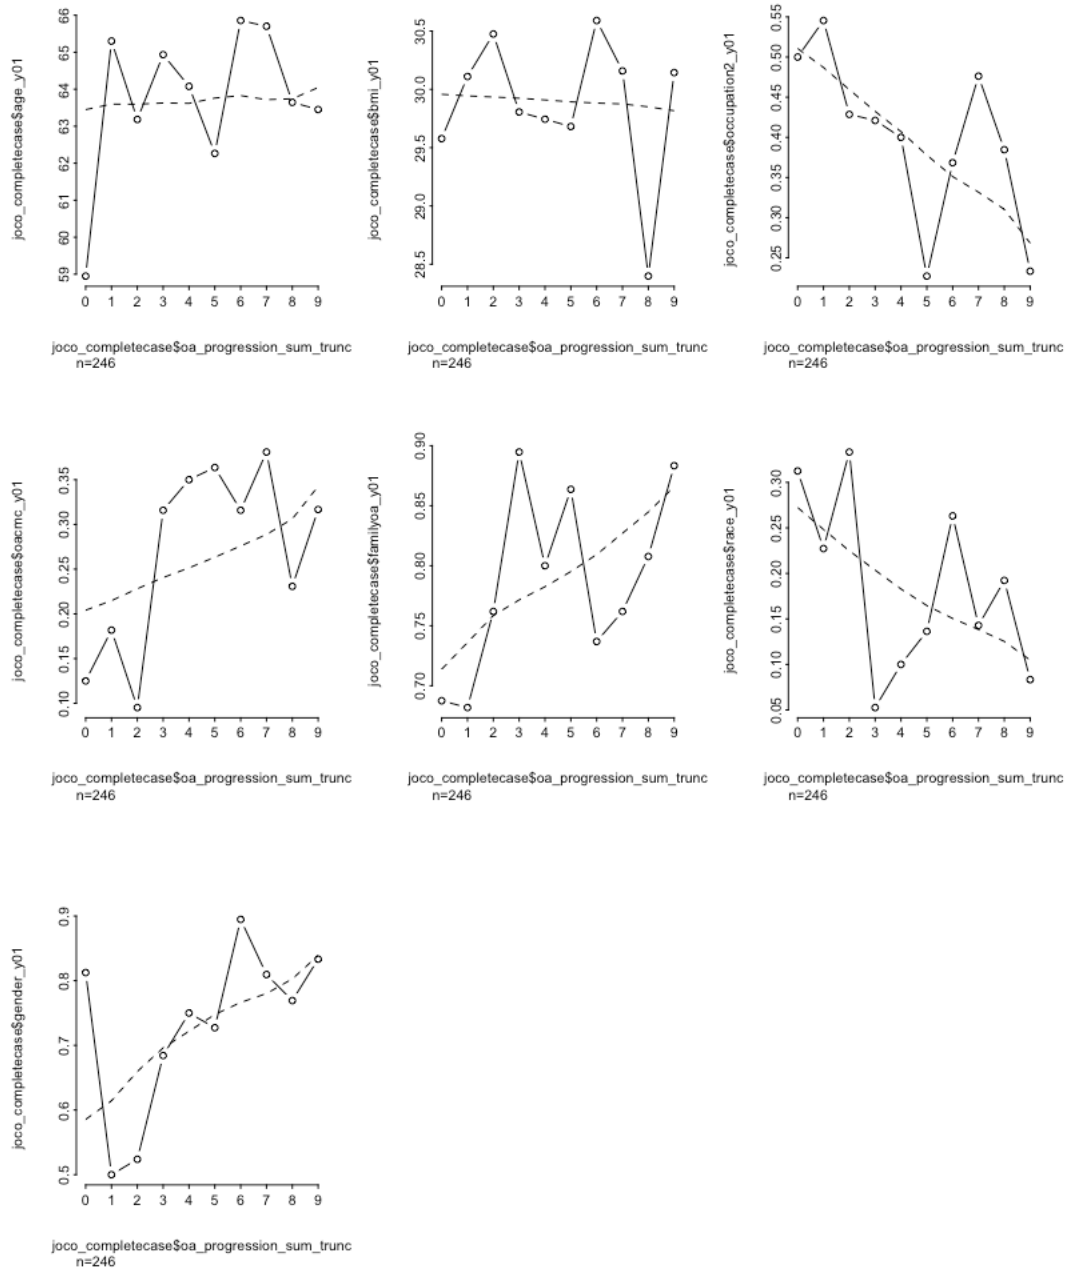 joco_completecase$age_y01
66
65
64
63
62
61
60
59
0 1 2 3 4 5 6 7 8 9
joco_completecase$oa_progression_sum_trunc
n=246
joco_completecase$bmi_y01
30.5
30.0
29.5
29.0
28.5
0 1 2 3 4 5 6 7 8 9
joco_completecase$oa_progression_sum_trunc
n=246
joco_completecase$occupation2_y01
0.55
0.50
0.45
0.40
0.35
0.30
0.25
0 1 2 3 4 5 6 7 8 9
joco_completecase$oa_progression_sum_trunc
n=246
joco_completecase$oacmc_y01
0.35
0.30
0.25
0.20
0.15
0.10
0 1 2 3 4 5 6 7 8 9
joco_completecase$oa_progression_sum_trunc
n=246
joco_completecase$familyoa_y01
0.90
0.85
0.80
0.75
0.70
0 1 2 3 4 5 6 7 8 9
joco_completecase$oa_progression_sum_trunc
n=246
joco_completecase$race_y01
0.30
0.25
0.20
0.15
0.10
0.05
0 1 2 3 4 5 6 7 8 9
joco_completecase$oa_progression_sum_trunc
n=246
joco_completecase$gender_y01
0.9
0.8
0.7
0.6
0.5
0 1 2 3 4 5 6 7 8 9
joco_completecase$oa_progression_sum_trunc
n=246